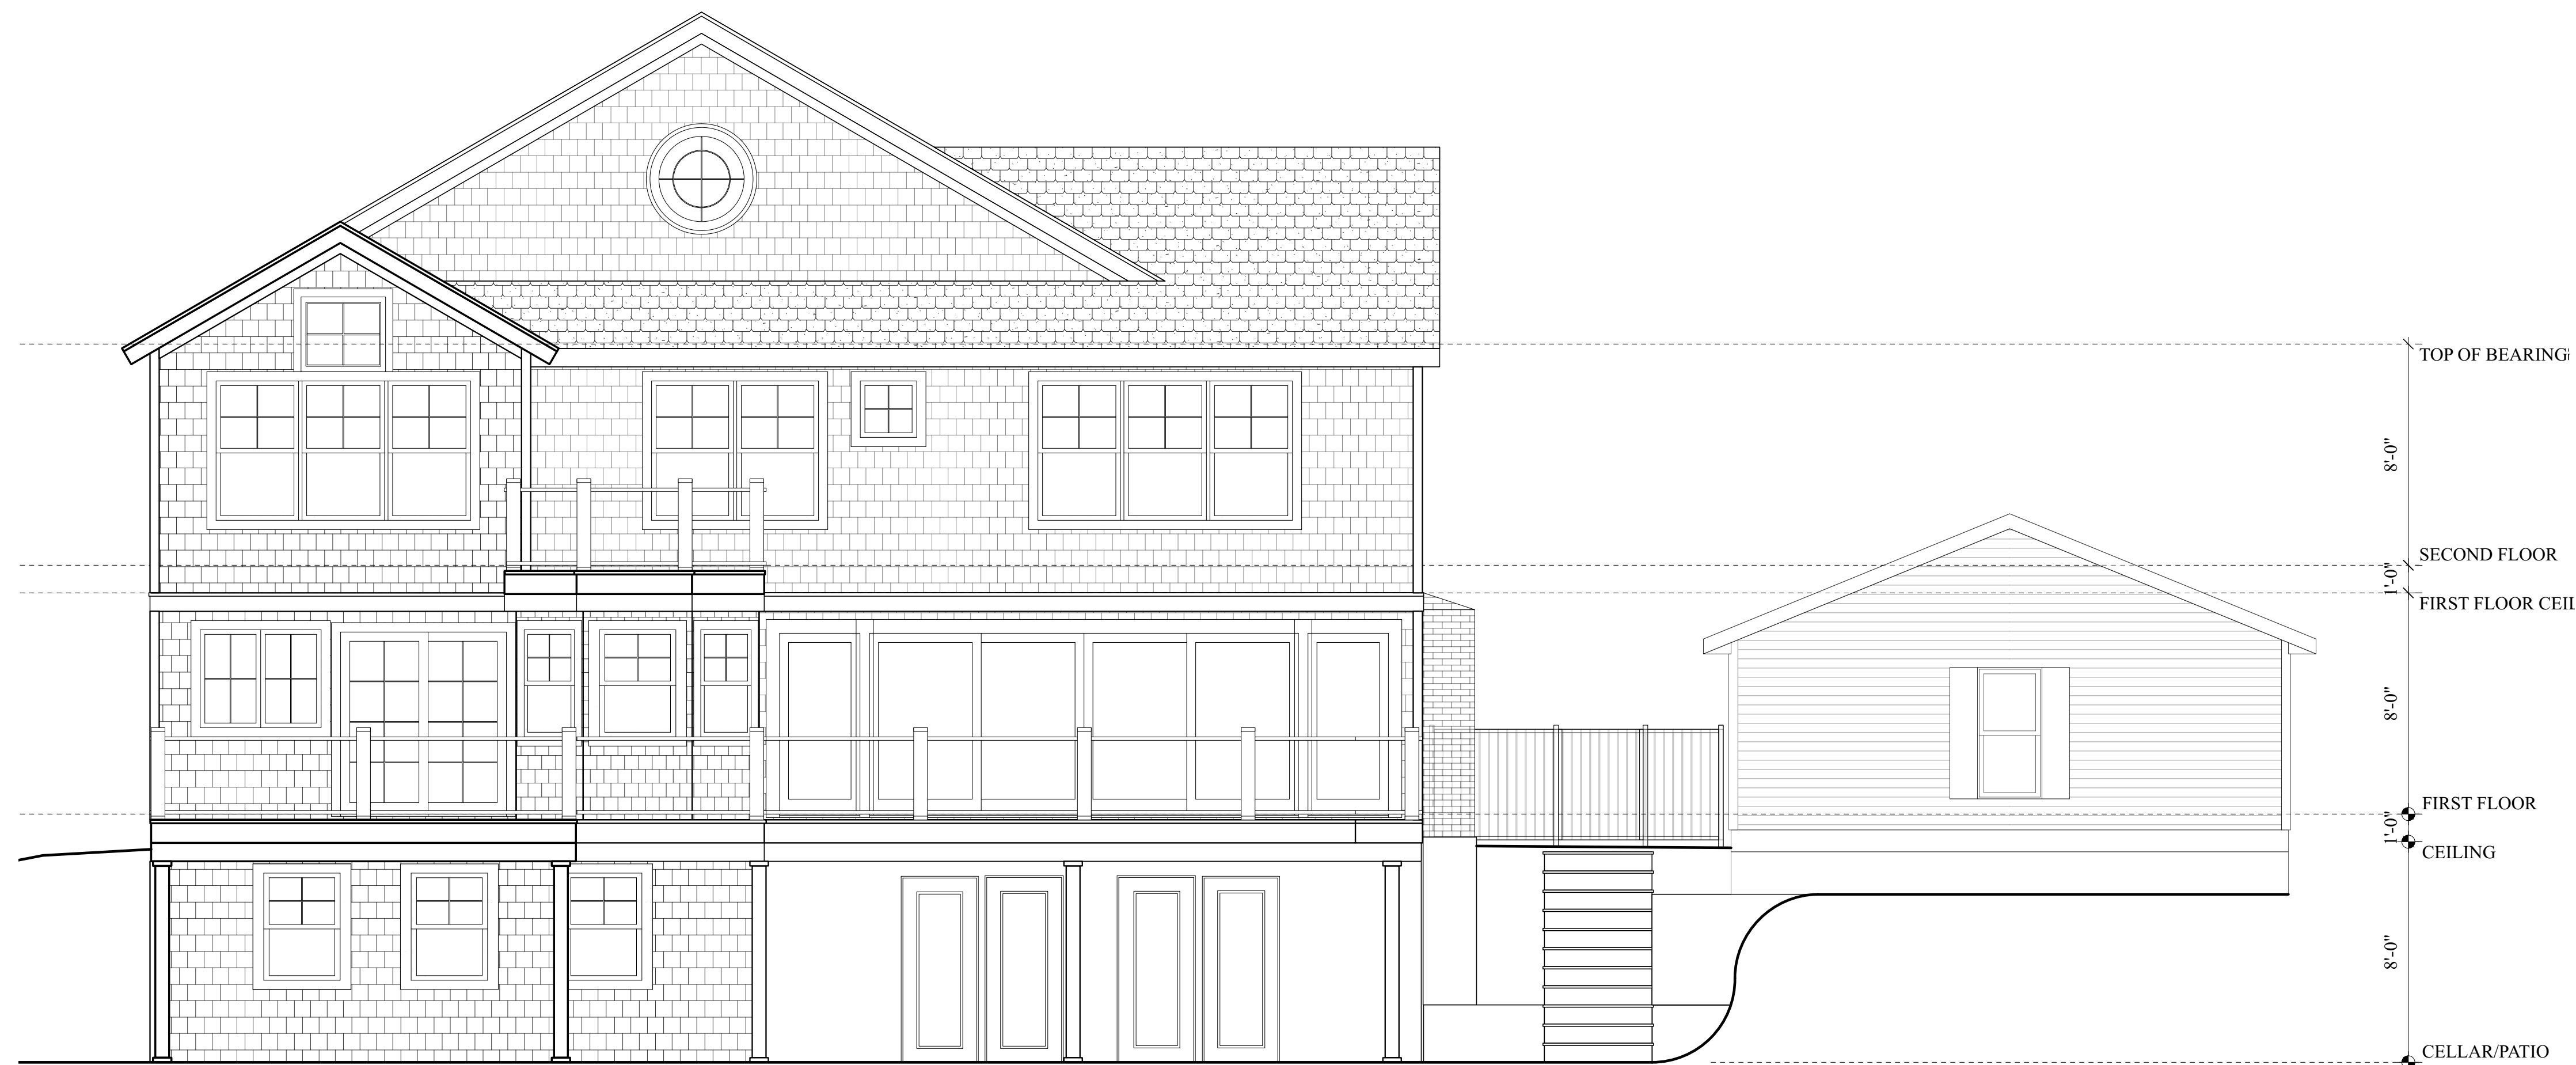 TOP OF BEARING
8'-0"
SECOND FLOOR
1'-0"
FIRST FLOOR CEIL
8'-0"
FIRST FLOOR
1'-0"
CEILING
8'-0"
CELLAR/PATIO